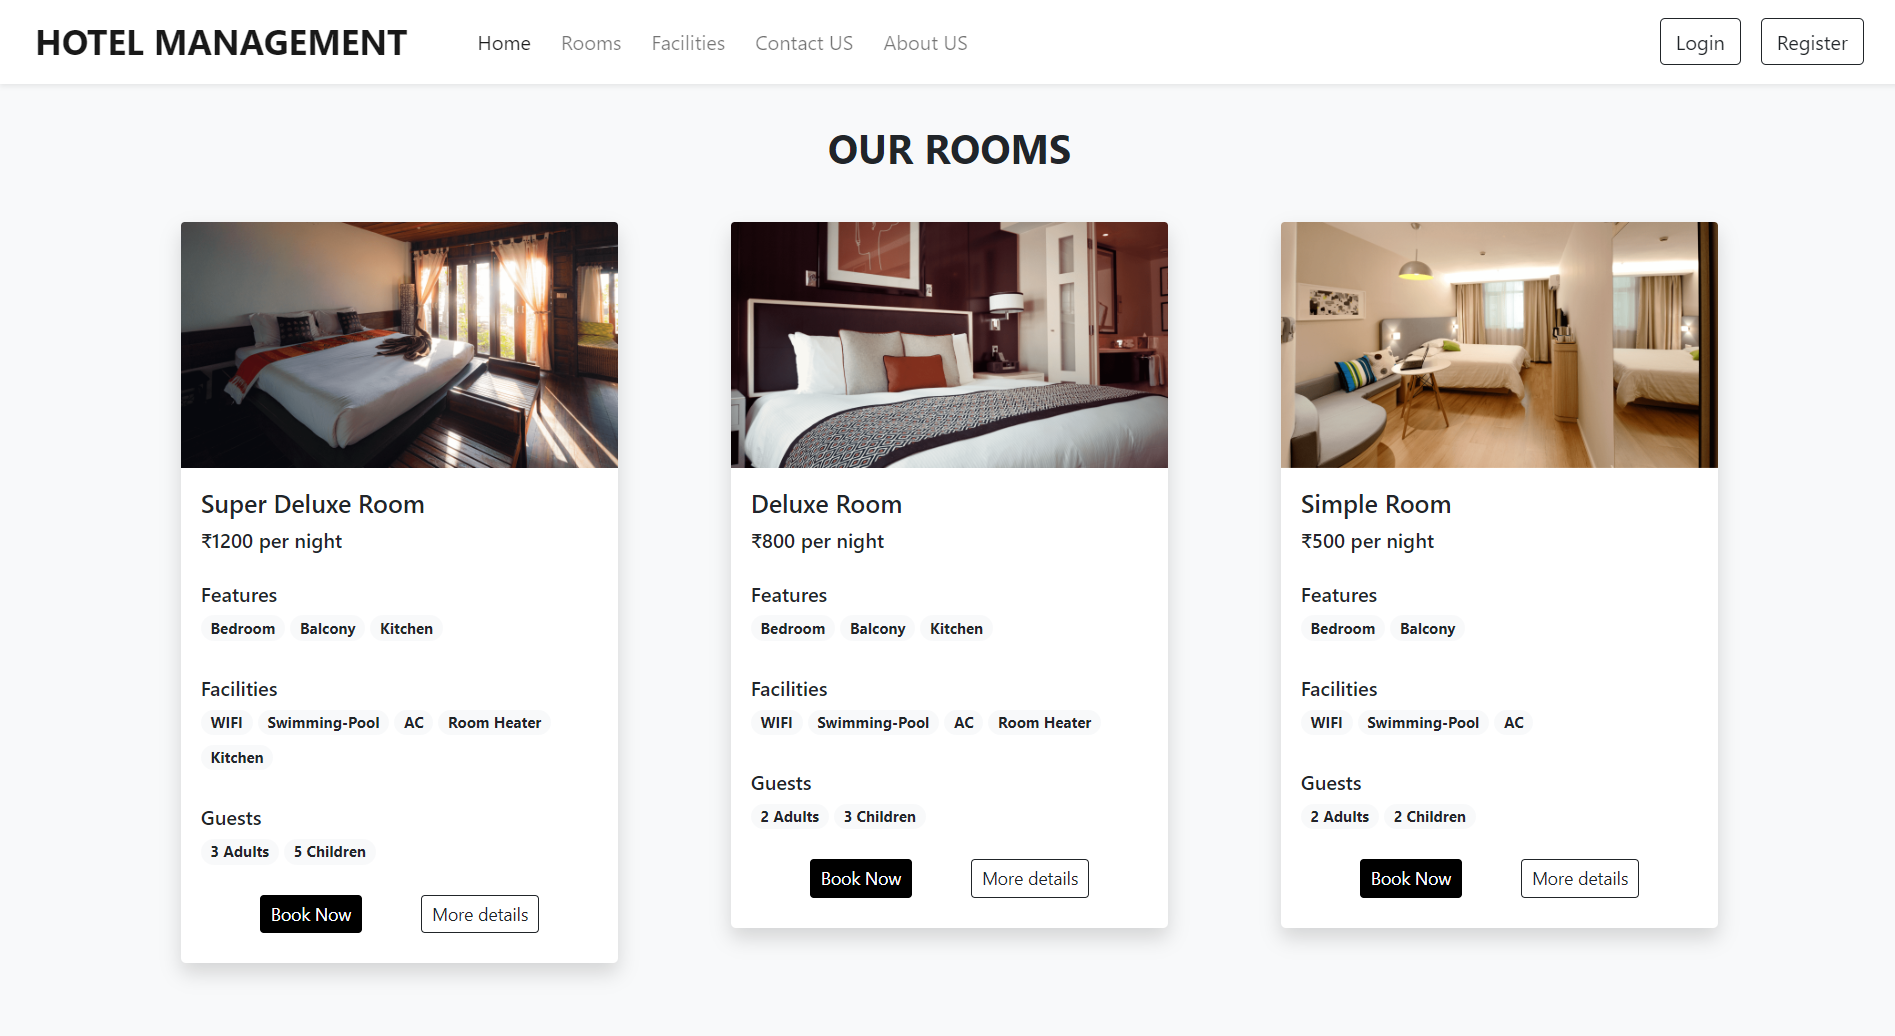 HOTEL MANAGEMENT Home Rooms Facilities Contact US About US Login Register
OUR ROOMS
Super Deluxe Room
₹1200 per night
Features
Bedroom Balcony Kitchen
Facilities
WIFI Swimming-Pool AC Room Heater
Kitchen
Guests
3 Adults 5 Children
Book Now More details
Deluxe Room
₹800 per night
Features
Bedroom Balcony Kitchen
Facilities
WIFI Swimming-Pool AC Room Heater
Guests
2 Adults 3 Children
Book Now More details
Simple Room
₹500 per night
Features
Bedroom Balcony
Facilities
WIFI Swimming-Pool AC
Guests
2 Adults 2 Children
Book Now More details